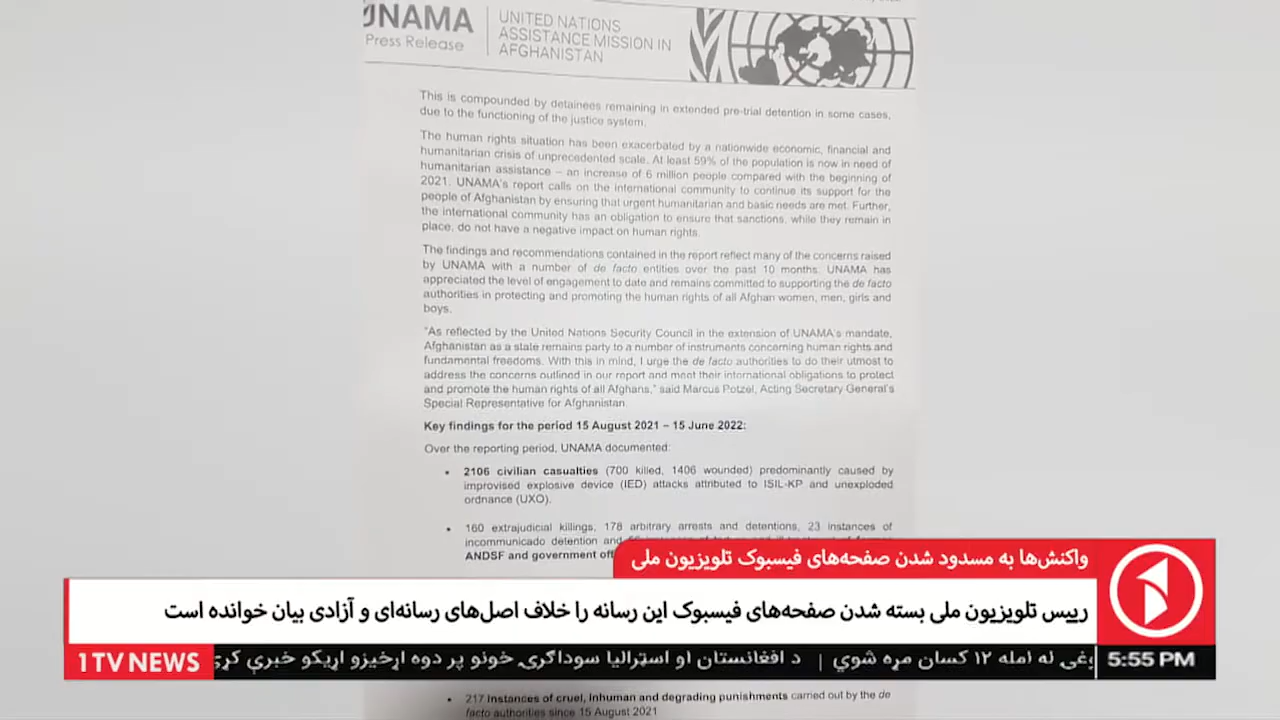 UNAMA
Press Release
UNITED NATIONS
ASSISTANCE MISSION IN
AFGHANISTAN
This is compounded by detainees remaining in extended pre-trial detention in some cases,
due to the functioning of the justice system.
The human rights situation has been exacerbated by a nationwide economic, financial and
humanitarian crisis of unprecedented scale. At least 59% of the population is now in need of
humanitarian assistance – an increase of 6 million people compared with the beginning of
2021. UNAMA's report calls on the international community to continue its support for the
people of Afghanistan by ensuring that urgent humanitarian and basic needs are met. Further,
the international community has an obligation to ensure that sanctions, while they remain in
place, do not have a negative impact on human rights.
The findings and recommendations contained in the report reflect many of the concerns raised
by UNAMA with a number of de facto entities over the past 10 months. UNAMA has
appreciated the level of engagement to date and remains committed to supporting the de facto
authorities in protecting and promoting the human rights of all Afghan women, men, girls and
boys.
"As reflected by the United Nations Security Council in the extension of UNAMA's mandate,
Afghanistan as a state remains party to a number of instruments concerning human rights and
fundamental freedoms. With this in mind, I urge the de facto authorities to do their utmost to
address the concerns outlined in our report and meet their international obligations to protect
and promote the human rights of all Afghans," said Marcus Potzel, Acting Secretary General's
Special Representative for Afghanistan.
Key findings for the period 15 August 2021 – 15 June 2022:
Over the reporting period, UNAMA documented:
• 2106 civilian casualties (700 killed, 1406 wounded) predominantly caused by
improvised explosive device (IED) attacks attributed to ISIL-KP and unexploded
ordnance (UXO).
• 160 extrajudicial killings, 178 arbitrary arrests and detentions, 23 instances of
incommunicado detention and
ANDSF and government
واکنش‌ها به مسدود شدن صفحه‌های فیسبوک تلویزیون ملی
رییس تلویزیون ملی بسته شدن صفحه‌های فیسبوک این رسانه را خلاف اصل‌های رسانه‌ای و آزادی بیان خوانده است
1TV NEWS
له امله ۱۲ کسان مړه شوي | د افغانستان او استرالیا سوداګرۍ خونو پر دوه اړخیزو اړیکو خبرې کړې
5:55 PM
• 217 instances of cruel, inhuman and degrading punishments carried out by the de
facto authorities since 15 August 2021